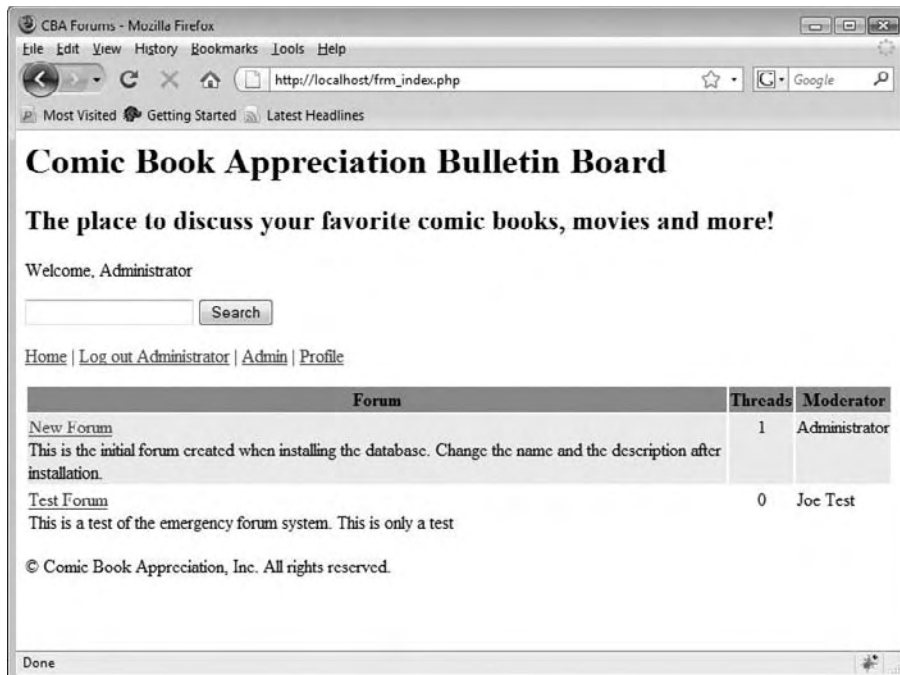 CBA Forums - Mozilla Firefox
File Edit View History Bookmarks Tools Help
http://localhost/frm_index.php
G Google
Most Visited Getting Started Latest Headlines
Comic Book Appreciation Bulletin Board
The place to discuss your favorite comic books, movies and more!
Welcome, Administrator
Search
Home | Log out Administrator | Admin | Profile
Forum Threads Moderator
New Forum 1 Administrator
This is the initial forum created when installing the database. Change the name and the description after
installation.
Test Forum 0 Joe Test
This is a test of the emergency forum system. This is only a test
© Comic Book Appreciation, Inc. All rights reserved.
Done